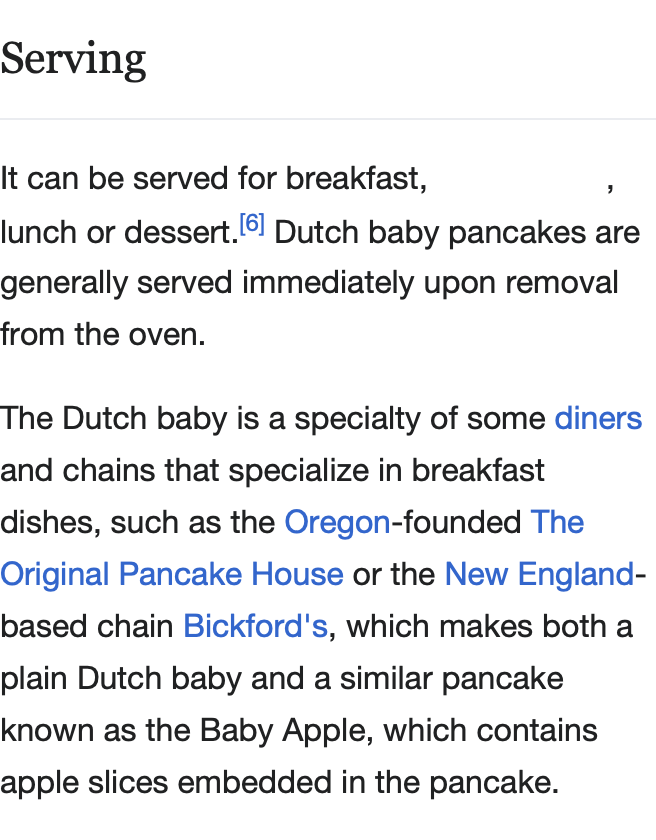 Serving
It can be served for breakfast, ,
lunch or dessert.[6] Dutch baby pancakes are
generally served immediately upon removal
from the oven.
The Dutch baby is a specialty of some diners
and chains that specialize in breakfast
dishes, such as the Oregon-founded The
Original Pancake House or the New England-
based chain Bickford's, which makes both a
plain Dutch baby and a similar pancake
known as the Baby Apple, which contains
apple slices embedded in the pancake.